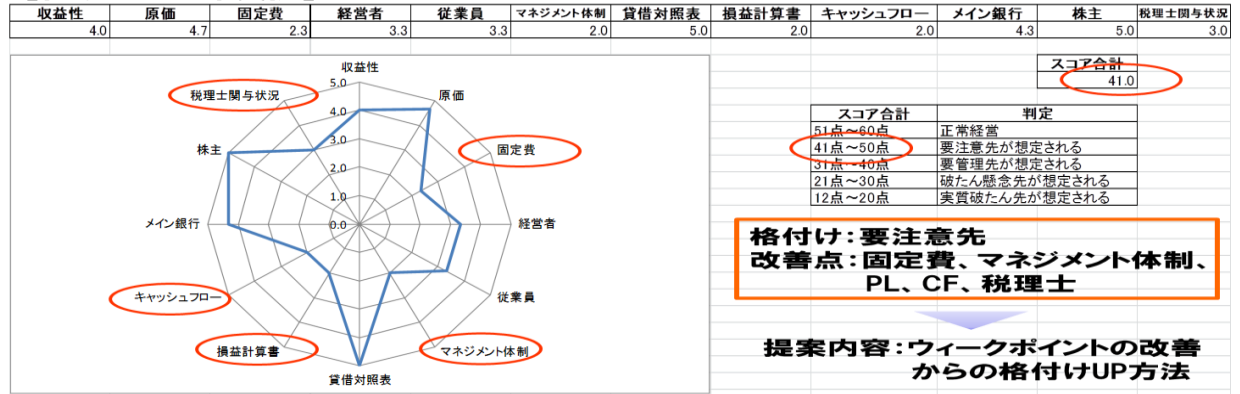 収益性 原価 固定費 経営者 従業員 マネジメント体制 貸借対照表 損益計算書 キャッシュフロー メイン銀行 株主 税理士関与状況
4.0 4.7 2.3 3.3 3.3 2.0 5.0 2.0 2.0 4.3 5.0 3.0
収益性
原価
固定費
経営者
従業員
マネジメント体制
貸借対照表
損益計算書
キャッシュフロー
メイン銀行
株主
税理士関与状況
5.0
4.0
3.0
2.0
1.0
0.0
スコア合計
41.0
スコア合計 判定
51点~60点 正常経営
41点~50点 要注意先が想定される
31点~40点 要管理先が想定される
21点~30点 破たん懸念先が想定される
12点~20点 実質破たん先が想定される
格付け:要注意先
改善点:固定費、マネジメント体制、
PL、CF、税理士
提案内容:ウィークポイントの改善
からの格付けUP方法